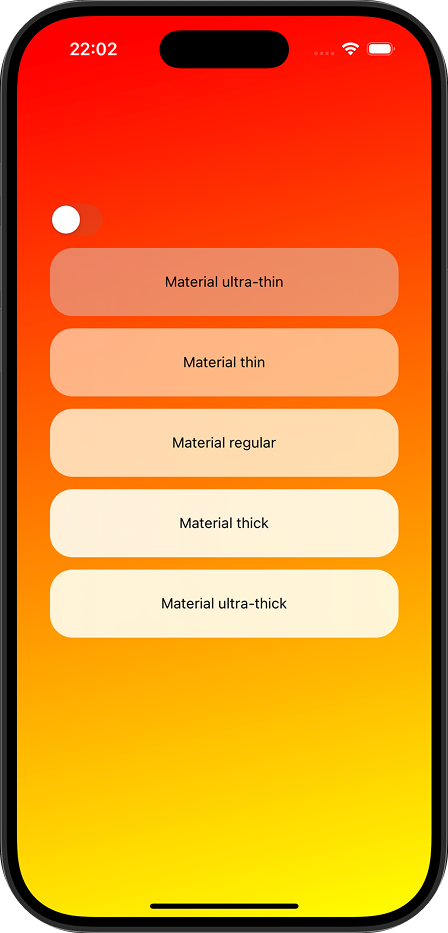 22:02
Material ultra-thin
Material thin
Material regular
Material thick
Material ultra-thick